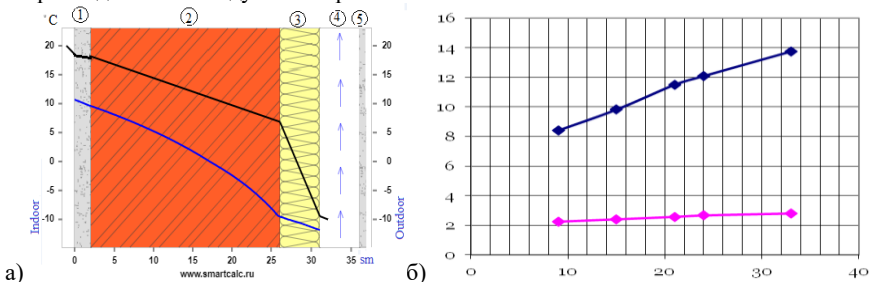 °C
1 2 3 4 5
20 20
15 15
10 10
5 5
0 0
-5 -5
-10 -10
Indoor
Outdoor
0 5 10 15 20 25 30 35 sm
www.smartcalc.ru
а)
б)
16
14
12
10
8
6
4
2
0
0 10 20 30 40